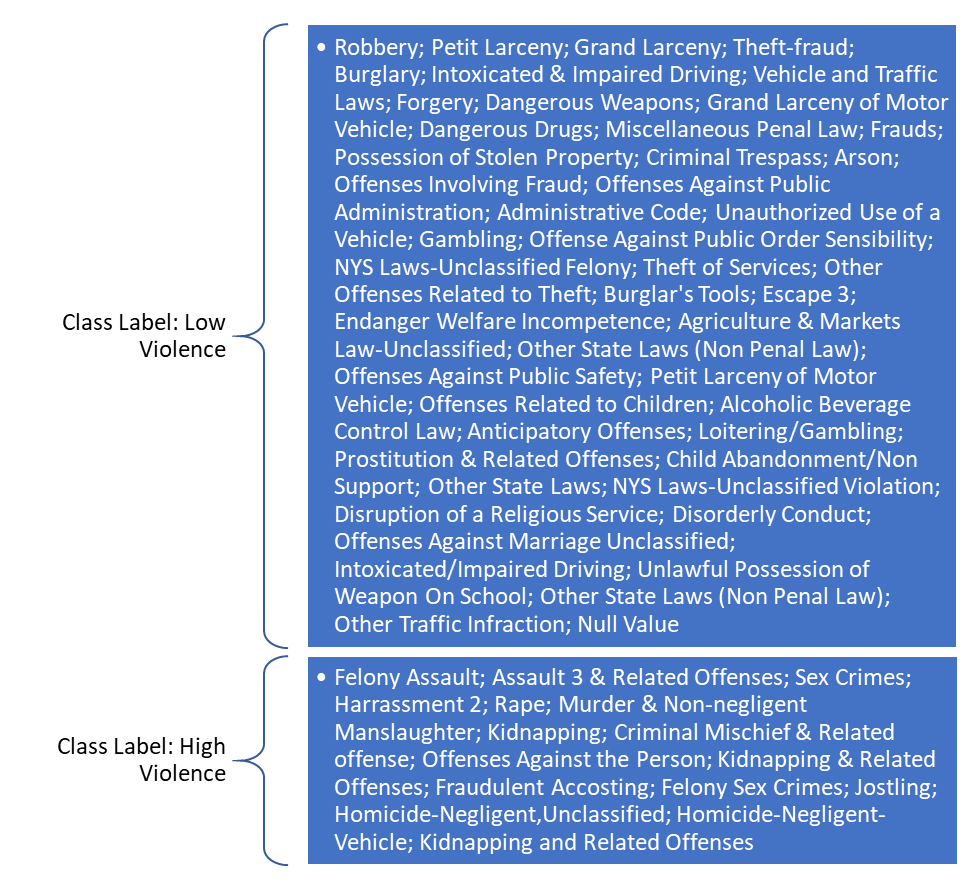 Class Label: Low
Violence
• Robbery; Petit Larceny; Grand Larceny; Theft-fraud;
Burglary; Intoxicated & Impaired Driving; Vehicle and Traffic
Laws; Forgery; Dangerous Weapons; Grand Larceny of Motor
Vehicle; Dangerous Drugs; Miscellaneous Penal Law; Frauds;
Possession of Stolen Property; Criminal Trespass; Arson;
Offenses Involving Fraud; Offenses Against Public
Administration; Administrative Code; Unauthorized Use of a
Vehicle; Gambling; Offense Against Public Order Sensibility;
NYS Laws-Unclassified Felony; Theft of Services; Other
Offenses Related to Theft; Burglar's Tools; Escape 3;
Endanger Welfare Incompetence; Agriculture & Markets
Law-Unclassified; Other State Laws (Non Penal Law);
Offenses Against Public Safety; Petit Larceny of Motor
Vehicle; Offenses Related to Children; Alcoholic Beverage
Control Law; Anticipatory Offenses; Loitering/Gambling;
Prostitution & Related Offenses; Child Abandonment/Non
Support; Other State Laws; NYS Laws-Unclassified Violation;
Disruption of a Religious Service; Disorderly Conduct;
Offenses Against Marriage Unclassified;
Intoxicated/Impaired Driving; Unlawful Possession of
Weapon On School; Other State Laws (Non Penal Law);
Other Traffic Infraction; Null Value
Class Label: High
Violence
• Felony Assault; Assault 3 & Related Offenses; Sex Crimes;
Harrassment 2; Rape; Murder & Non-negligent
Manslaughter; Kidnapping; Criminal Mischief & Related
offense; Offenses Against the Person; Kidnapping & Related
Offenses; Fraudulent Accosting; Felony Sex Crimes; Jostling;
Homicide-Negligent,Unclassified; Homicide-Negligent-
Vehicle; Kidnapping and Related Offenses